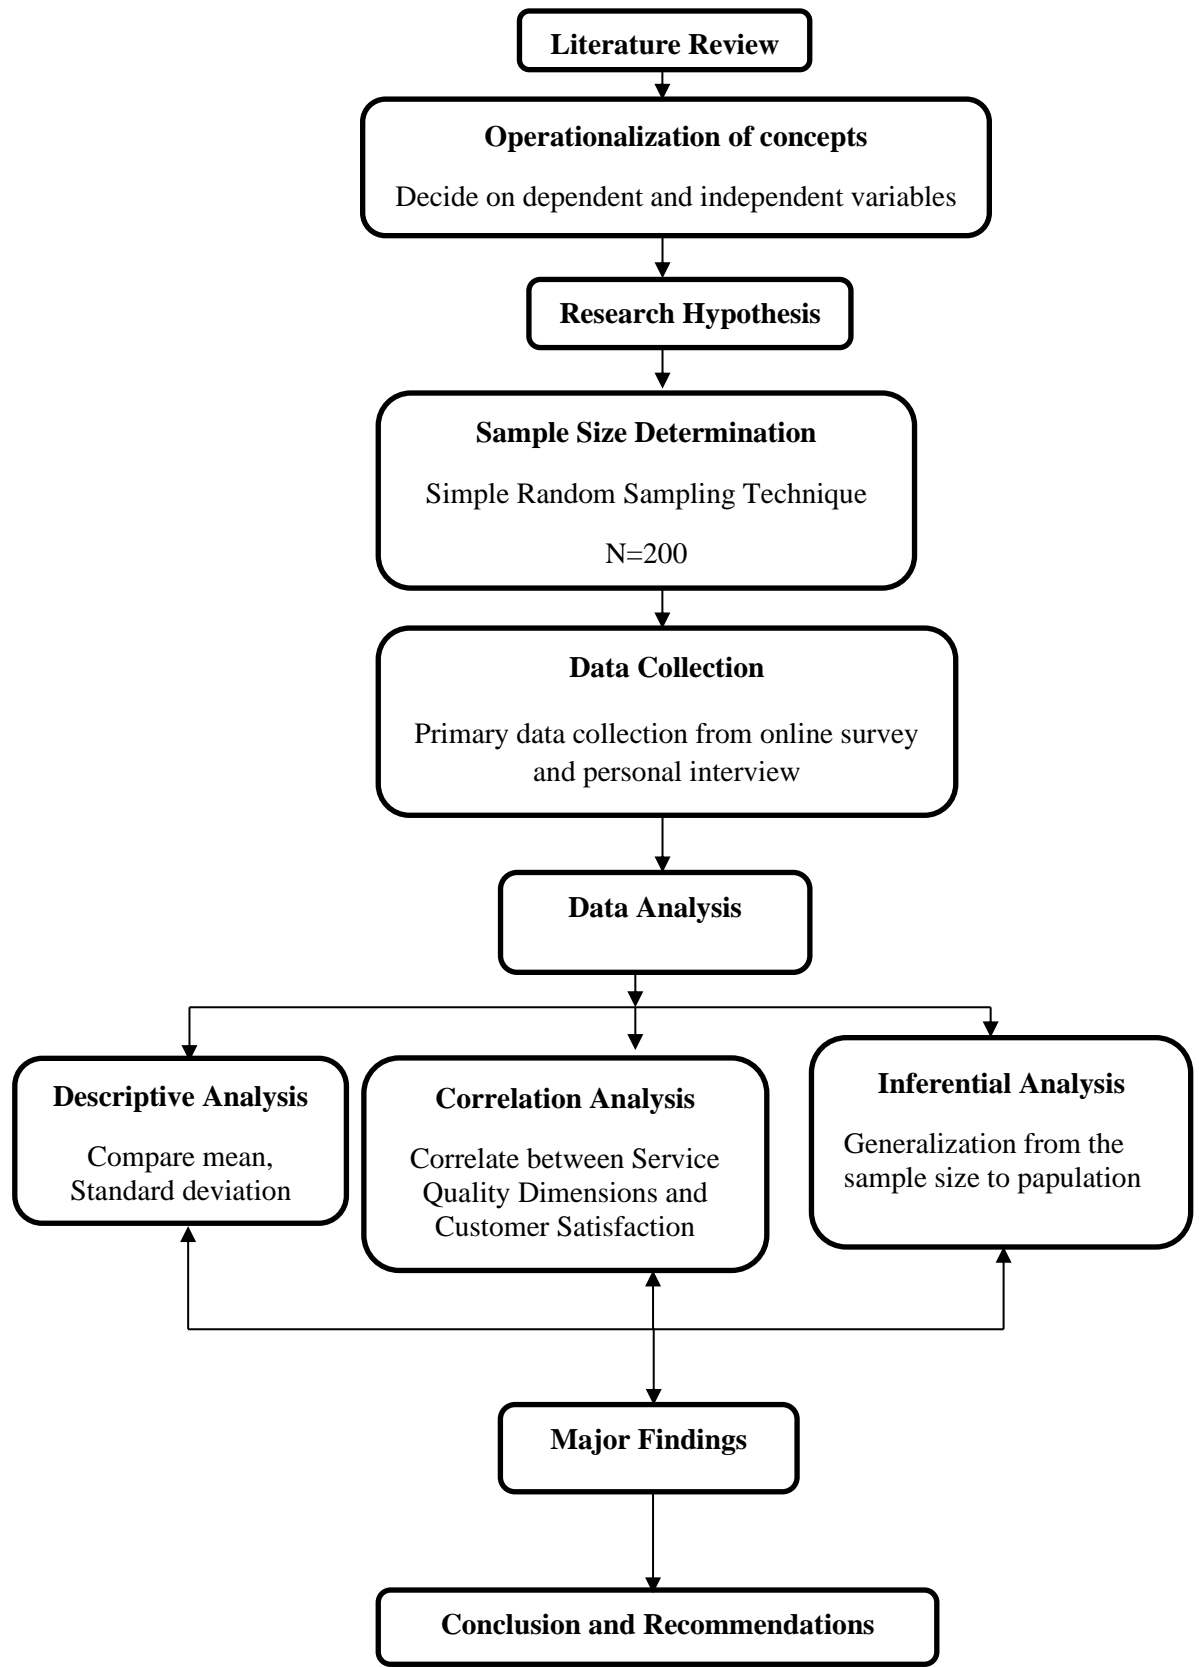 Literature Review
Operationalization of concepts
Decide on dependent and independent variables
Research Hypothesis
Sample Size Determination
Simple Random Sampling Technique
N=200
Data Collection
Primary data collection from online survey
and personal interview
Data Analysis
Descriptive Analysis
Compare mean,
Standard deviation
Correlation Analysis
Correlate between Service
Quality Dimensions and
Customer Satisfaction
Inferential Analysis
Generalization from the
sample size to papulation
Major Findings
Conclusion and Recommendations